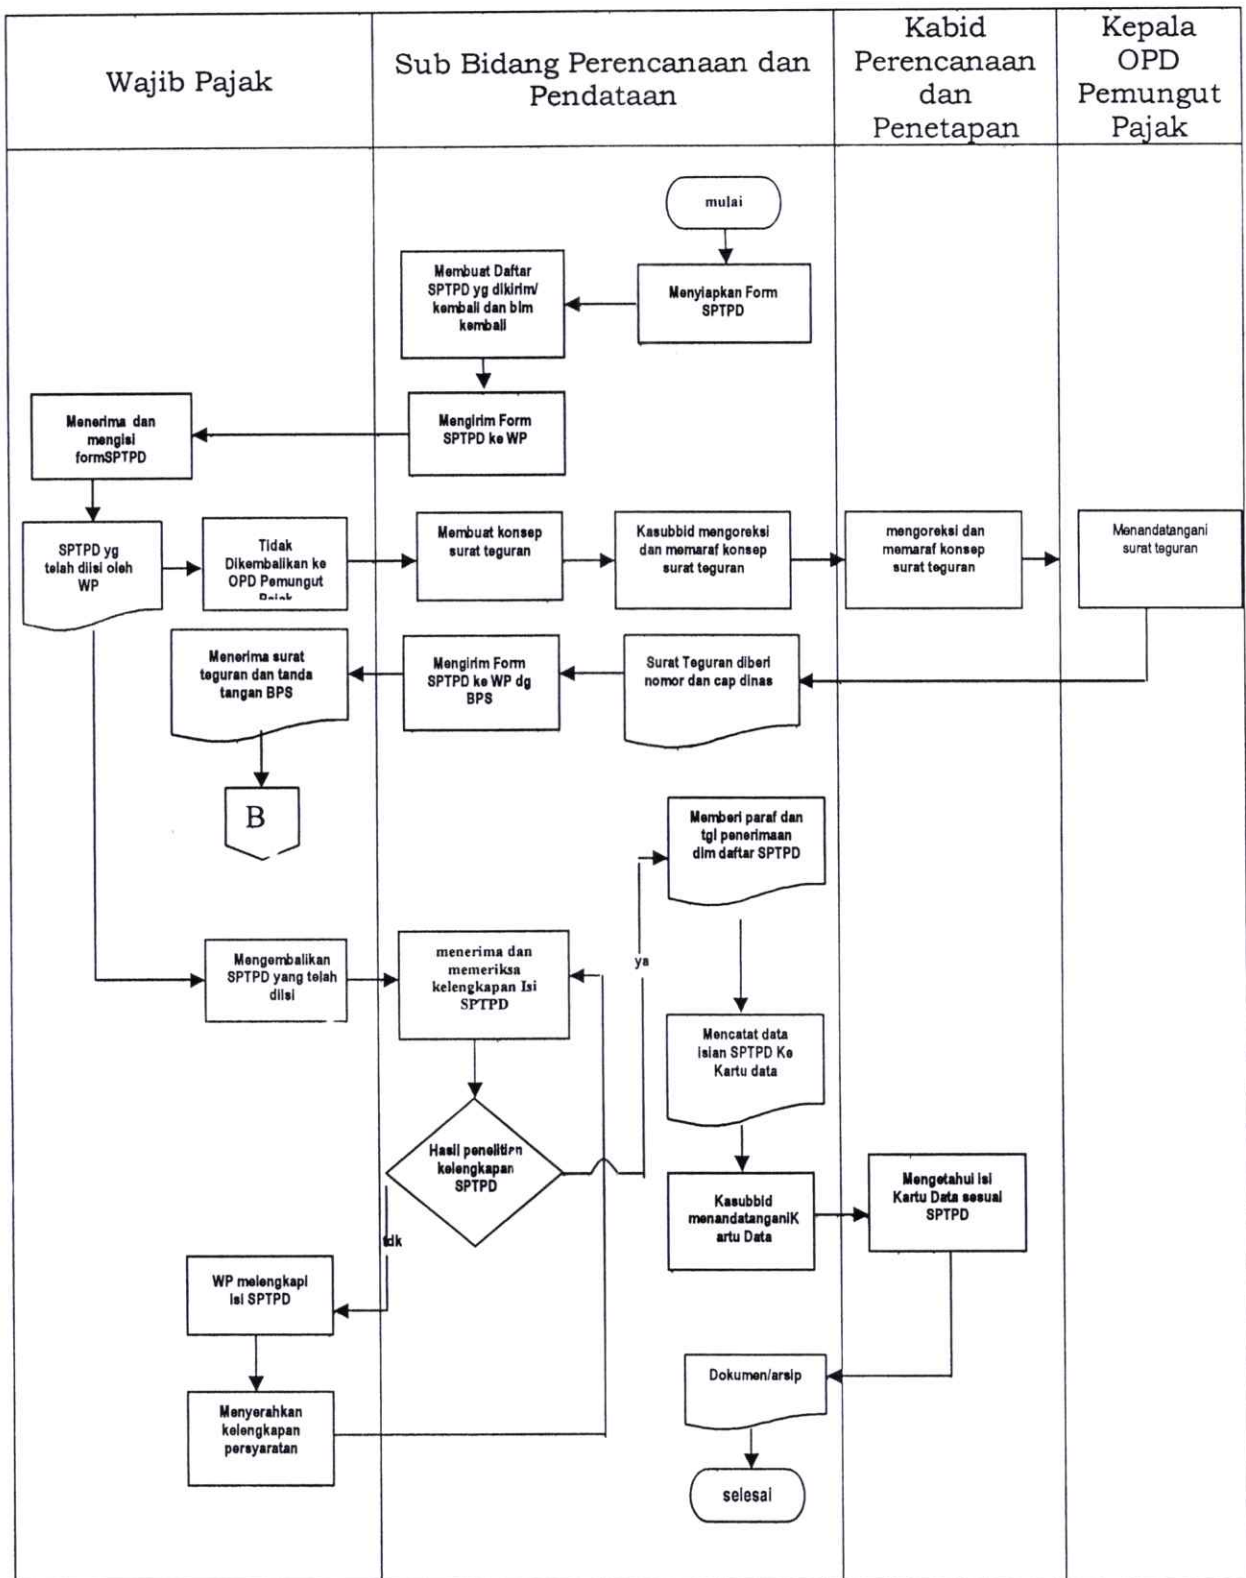 Wajib Pajak
Sub Bidang Perencanaan dan
Pendataan
Kabid
Perencanaan
dan
Penetapan
Kepala
OPD
Pemungut
Pajak
mulai
Membuat Daftar
SPTPD yg dikirim/
kembali dan blm
kembali
Menyiapkan Form
SPTPD
Menerima dan
mengisi
formSPTPD
Mengirim Form
SPTPD ke WP
SPTPD yg
telah diisi oleh
WP
Tidak
Dikembalikan ke
OPD Pemungut
Pajak
Membuat konsep
surat teguran
Kasubbid mengoreksi
dan memaraf konsep
surat teguran
mengoreksi dan
memaraf konsep
surat teguran
Menandatangani
surat teguran
Menerima surat
teguran dan tanda
tangan BPS
Mengirim Form
SPTPD ke WP dg
BPS
Surat Teguran diberi
nomor dan cap dinas
B
Memberi paraf dan
tgl penerimaan
dlm daftar SPTPD
Mengembalikan
SPTPD yang telah
diisi
menerima dan
memeriksa
kelengkapan Isi
SPTPD
ya
Mencatat data
isian SPTPD Ke
Kartu data
Hasil penelitian
kelengkapan
SPTPD
tdk
Kasubbid
menandatanganiK
artu Data
Mengetahui isi
Kartu Data sesuai
SPTPD
WP melengkapi
isi SPTPD
Menyerahkan
kelengkapan
persyaratan
Dokumen/arsip
selesai